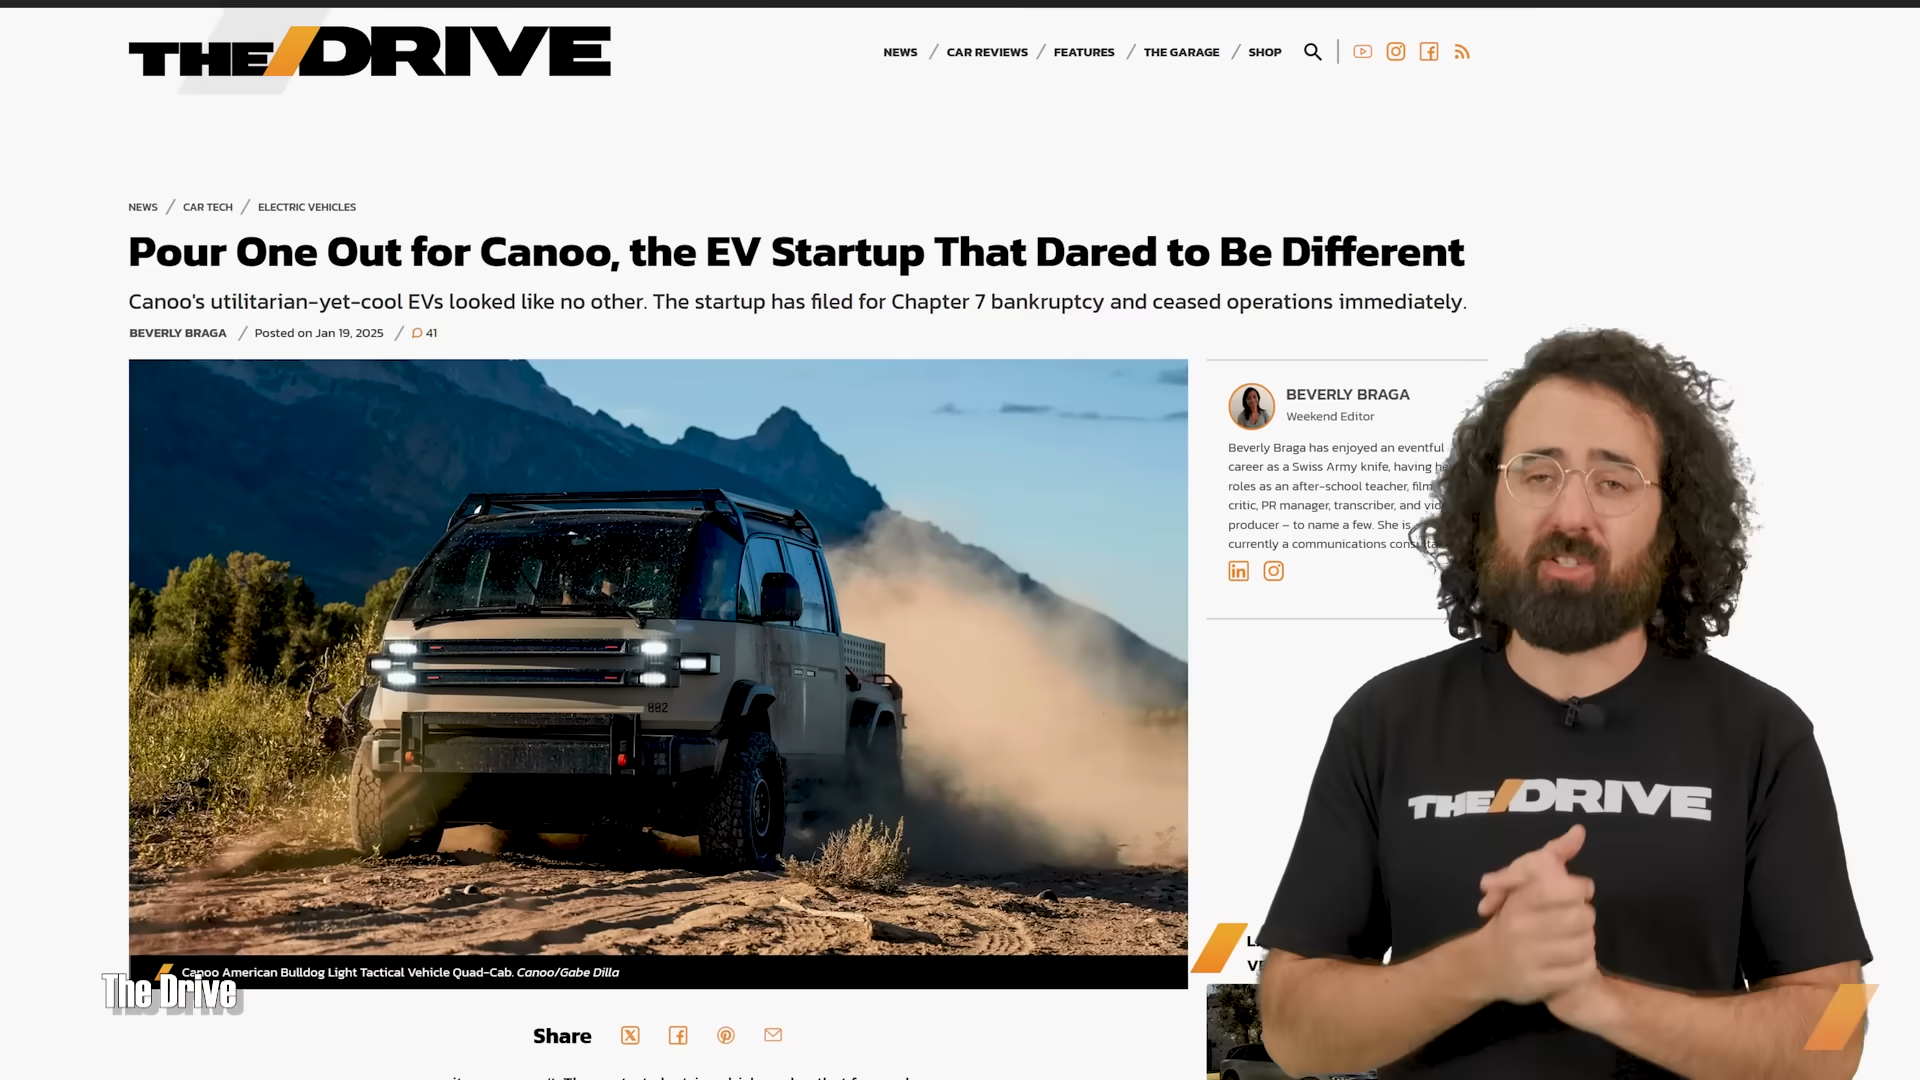 THE/DRIVE
NEWS / CAR REVIEWS / FEATURES / THE GARAGE / SHOP
NEWS / CAR TECH / ELECTRIC VEHICLES
Pour One Out for Canoo, the EV Startup That Dared to Be Different
Canoo's utilitarian-yet-cool EVs looked like no other. The startup has filed for Chapter 7 bankruptcy and ceased operations immediately.
BEVERLY BRAGA / Posted on Jan 19, 2025 / 41
BEVERLY BRAGA
Weekend Editor
Beverly Braga has enjoyed an eventful
career as a Swiss Army knife, having
roles as an after-school teacher, film
critic, PR manager, transcriber, and
producer – to name a few. She is
currently a communications
002
THE/DRIVE
Canoo American Bulldog Light Tactical Vehicle Quad-Cab. Canoo/Gabe Dilla
The Drive
Share